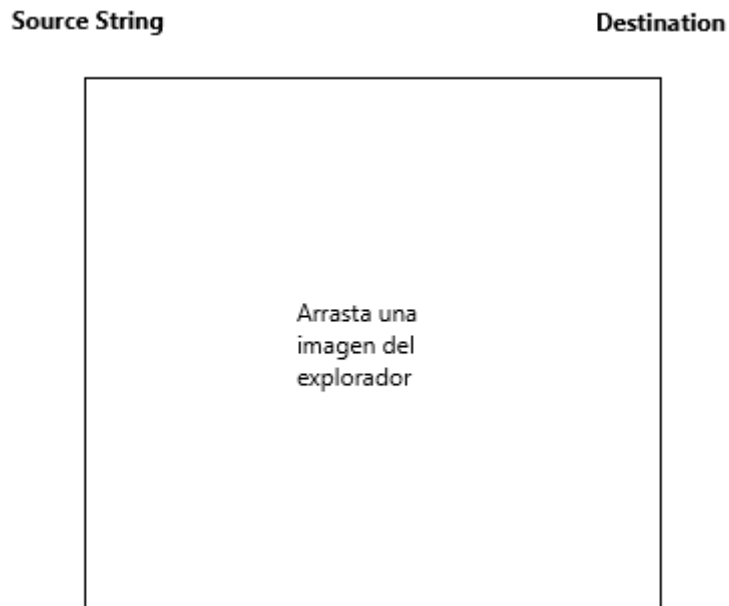 Source String
Destination
Arrasta una
imagen del
explorador